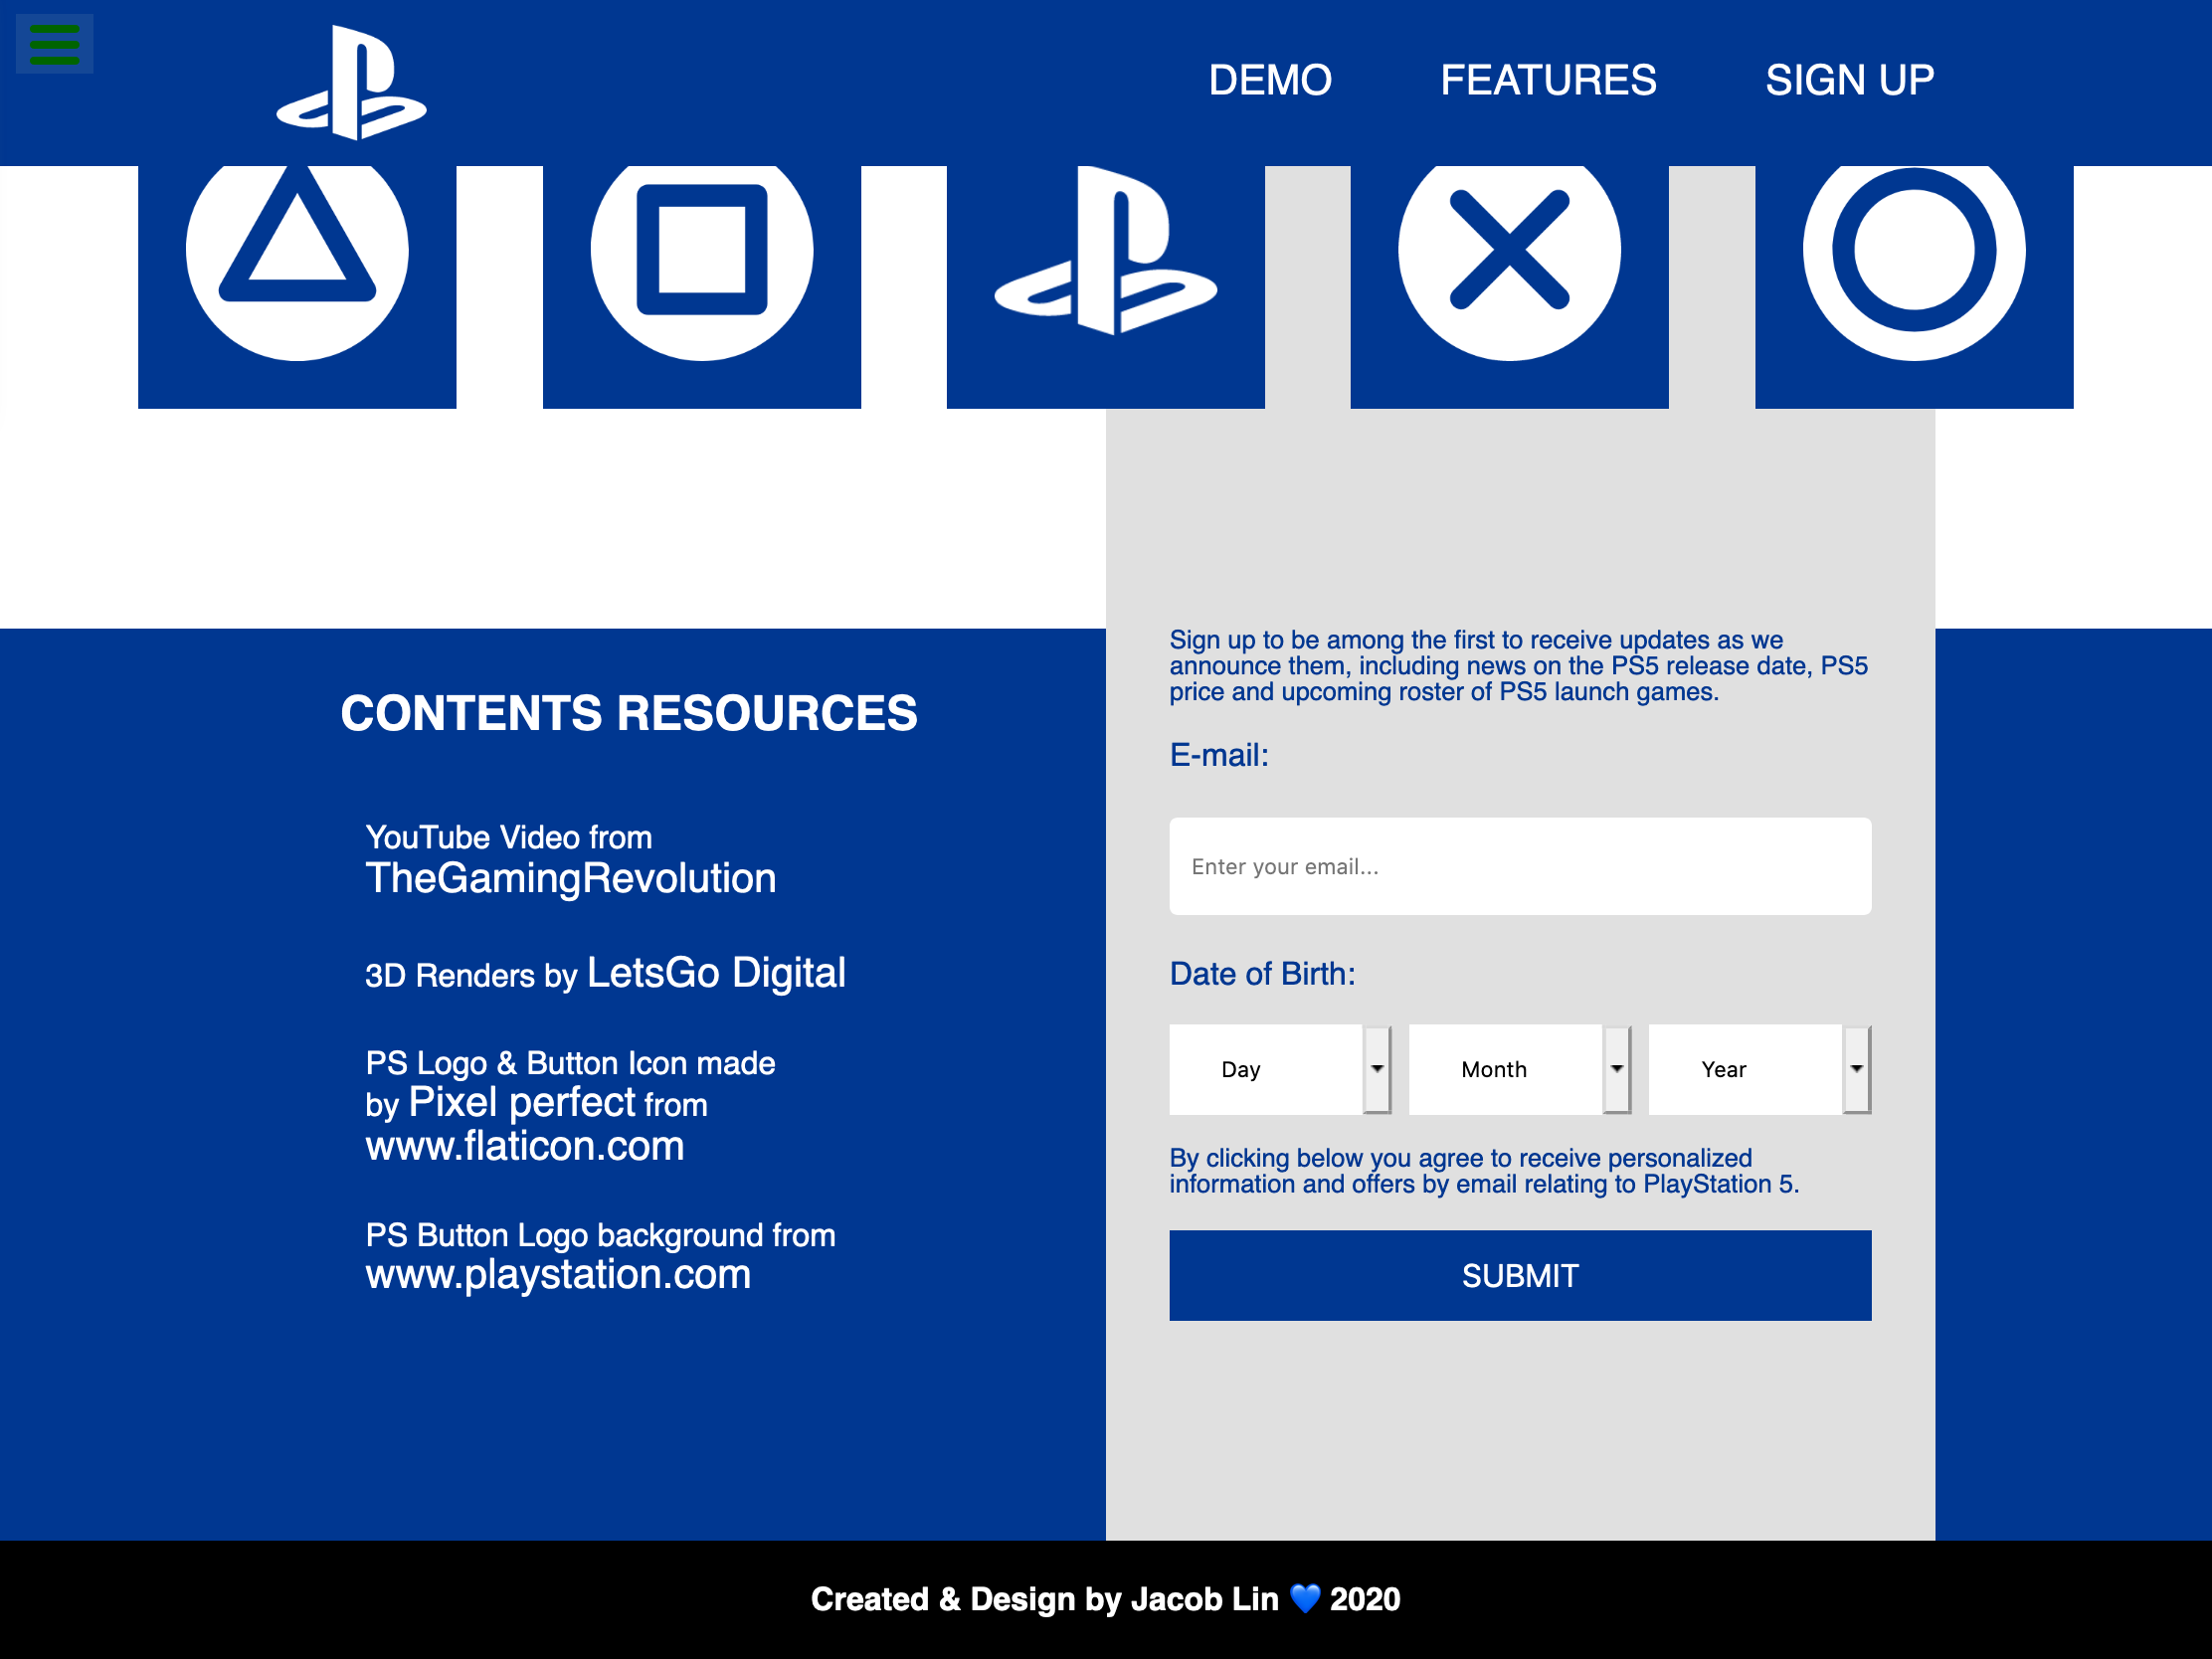 DEMO
FEATURES
SIGN UP
CONTENTS RESOURCES
YouTube Video from
TheGamingRevolution
3D Renders by LetsGo Digital
PS Logo & Button Icon made
by Pixel perfect from
www.flaticon.com
PS Button Logo background from
www.playstation.com
Sign up to be among the first to receive updates as we
announce them, including news on the PS5 release date, PS5
price and upcoming roster of PS5 launch games.
E-mail:
Enter your email...
Date of Birth:
Day
Month
Year
By clicking below you agree to receive personalized
information and offers by email relating to PlayStation 5.
SUBMIT
Created & Design by Jacob Lin 💙 2020